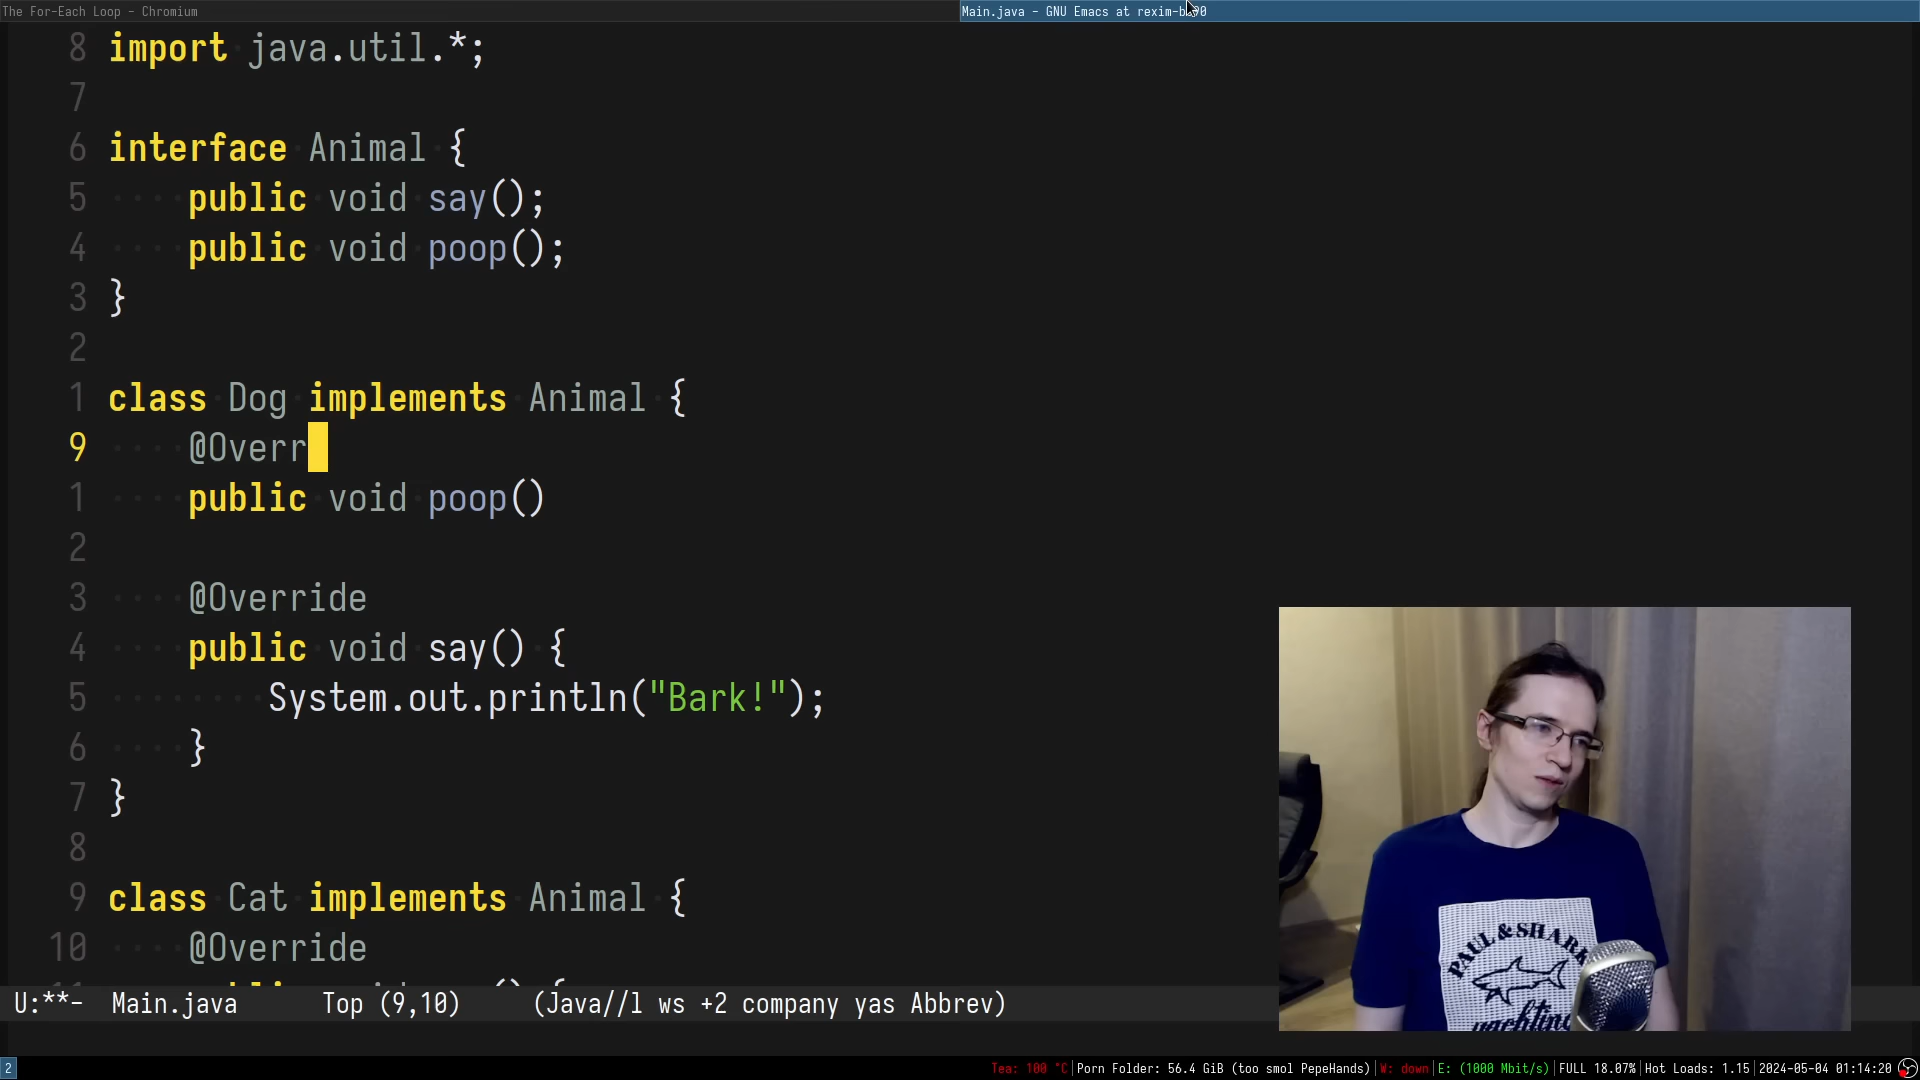 The For-Each Loop - Chromium
Main.java - GNU Emacs at rexim-b
8 import java.util.*;
7
6 interface Animal {
5 public void say();
4 public void poop();
3 }
2
1 class Dog implements Animal {
9 @Overr
1 public void poop()
2
3 @Override
4 public void say() {
5 System.out.println("Bark!");
6 }
7 }
8
9 class Cat implements Animal {
10 @Override
U:**- Main.java Top (9,10) (Java//l ws +2 company yas Abbrev)
PAUL & SHARK
yachting
2 Tea: 100 °C|Porn Folder: 56.4 GiB (too smol PepeHands)|W: down|E: (1000 Mbit/s)|FULL 18.07%|Hot Loads: 1.15|2024-05-04 01:14:20